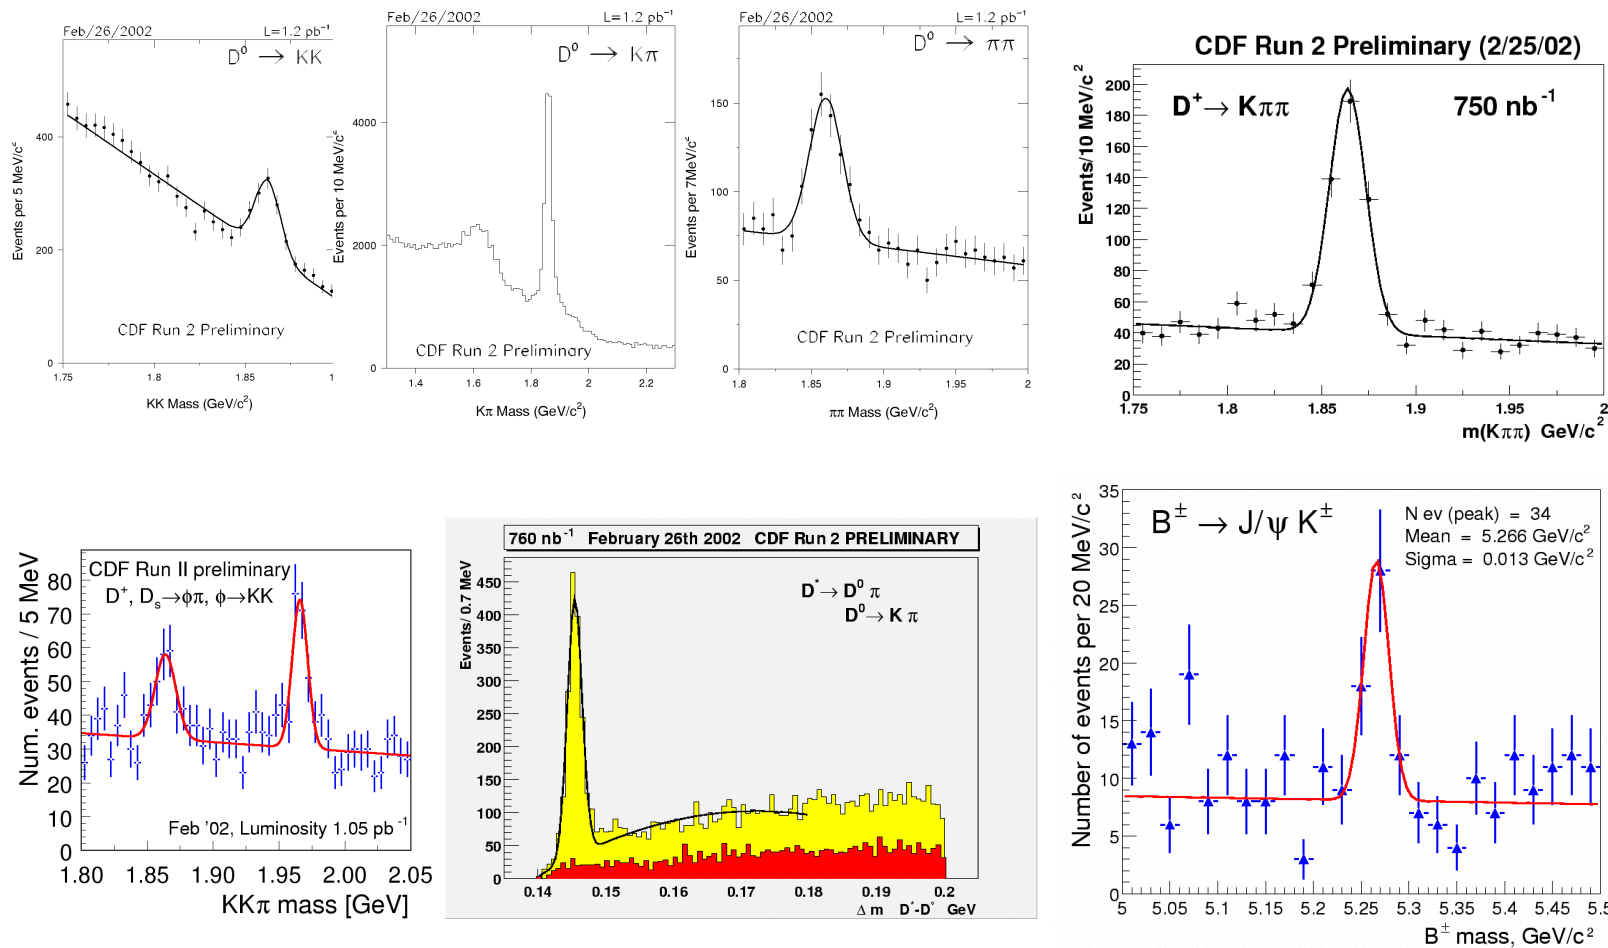 Feb/26/2002 L=1.2 pb⁻¹
D⁰ → KK
Events per 5 MeV/c²
400
200
0
CDF Run 2 Preliminary
1.75 1.8 1.85 1
KK Mass (GeV/c²)
Feb/26/2002 L=1.2 pb⁻¹
D⁰ → Kπ
Events per 10 MeV/c²
4000
2000
0
CDF Run 2 Preliminary
1.4 1.6 1.8 2 2.2
Kπ Mass (GeV/c²)
Feb/26/2002 L=1.2 pb⁻¹
D⁰ → ππ
Events per 7MeV/c²
150
100
50
0
CDF Run 2 Preliminary
1.8 1.85 1.9 1.95 2
ππ Mass (GeV/c²)
CDF Run 2 Preliminary (2/25/02)
D⁺→ Kππ 750 nb⁻¹
Events/10 MeV/c²
200
180
160
140
120
100
80
60
40
20
0
1.75 1.8 1.85 1.9 1.95 2
m(Kππ) GeV/c²
CDF Run II preliminary
D⁺, Dₛ→ϕπ, ϕ→KK
Num. events / 5 MeV
80
70
60
50
40
30
20
10
0
Feb '02, Luminosity 1.05 pb⁻¹
1.80 1.85 1.90 1.95 2.00 2.05
KKπ mass [GeV]
760 nb⁻¹ February 26th 2002 CDF Run 2 PRELIMINARY
D*→ D⁰ π
D⁰→ K π
Events/ 0.7 MeV
450
400
350
300
250
200
150
100
50
0
0.14 0.15 0.16 0.17 0.18 0.19 0.2
Δ m D*-D° GeV
B± → J/ψ K±
N ev (peak) = 34
Mean = 5.266 GeV/c²
Sigma = 0.013 GeV/c²
Number of events per 20 MeV/c²
35
30
25
20
15
10
5
0
5 5.05 5.1 5.15 5.2 5.25 5.3 5.35 5.4 5.45 5.5
B± mass, GeV/c²